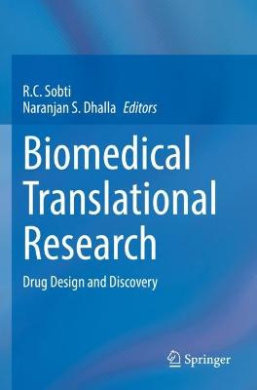 R.C. Sobti
Naranjan S. Dhalla Editors
Biomedical
Translational
Research
Drug Design and Discovery
Springer